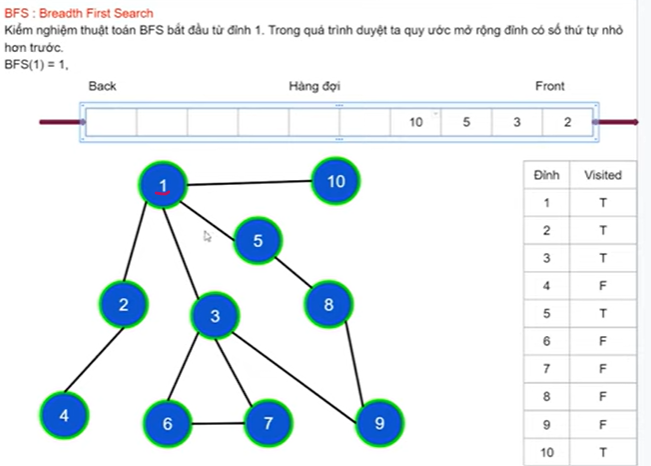 BFS : Breadth First Search
Kiểm nghiệm thuật toán BFS bắt đầu từ đỉnh 1. Trong quá trình duyệt ta quy ước mở rộng đỉnh có số thứ tự nhỏ
hơn trước.
BFS(1) = 1,
Back Hàng đợi Front
10 5 3 2
Đỉnh Visited
1 T
2 T
3 T
4 F
5 T
6 F
7 F
8 F
9 F
10 T
1
10
5
2
3
8
4
6
7
9